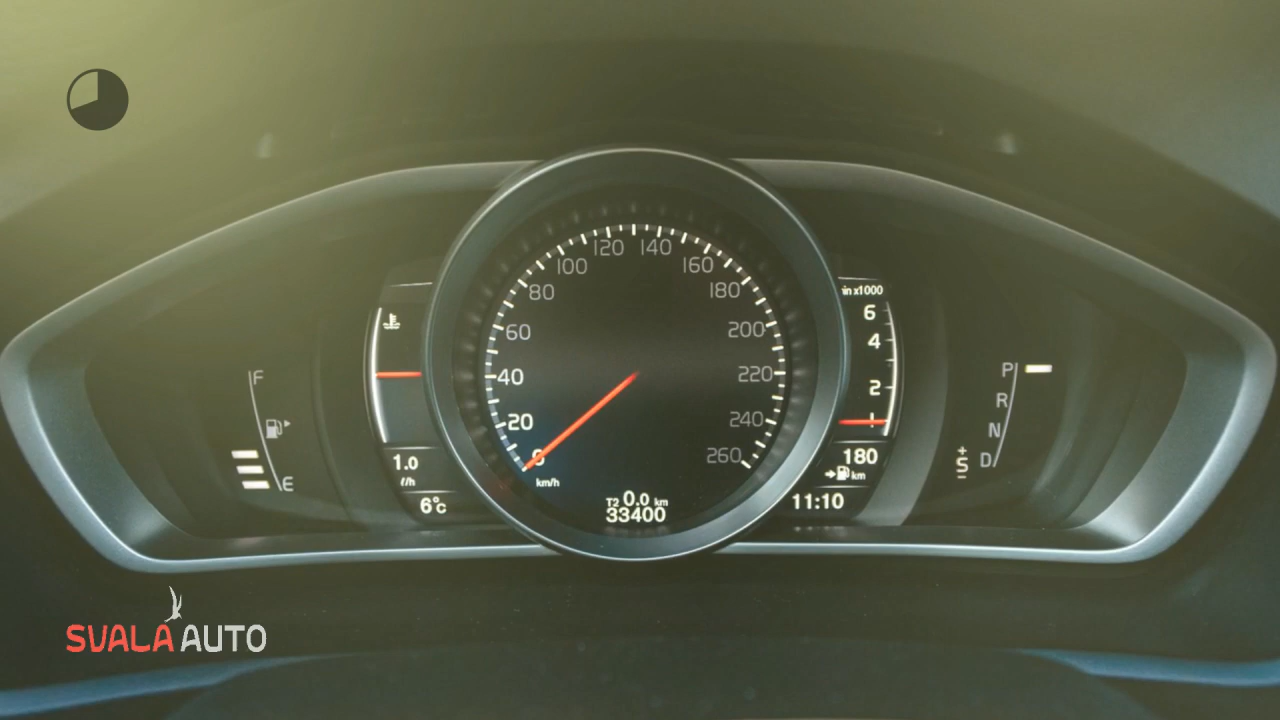 120 140
100 160
80 180
60 200
40 220
20 240
0 260
km/h
T2 0.0 km
33400
F
E
1.0
ℓ/h
6°c
in x1000
6
4
2
1
180
km
11:10
P
R
N
D
+
S
−
SVALA AUTO